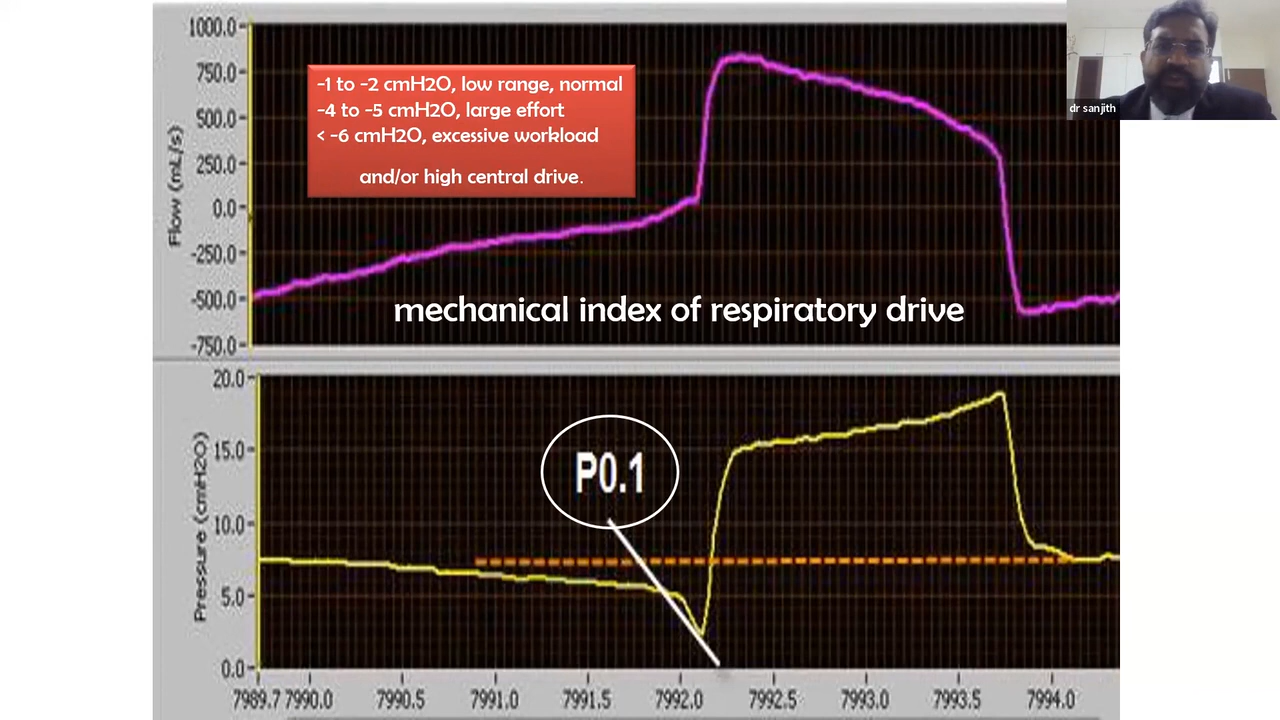 1000.0
750.0
500.0
250.0
0.0
-250.0
-500.0
-750.0
Flow (mL/s)
-1 to -2 cmH2O, low range, normal
-4 to -5 cmH2O, large effort
< -6 cmH2O, excessive workload
and/or high central drive.
mechanical index of respiratory drive
dr sanjith
20.0
15.0
10.0
5.0
0.0
Pressure (cmH2O)
P0.1
7989.7 7990.0 7990.5 7991.0 7991.5 7992.0 7992.5 7993.0 7993.5 7994.0